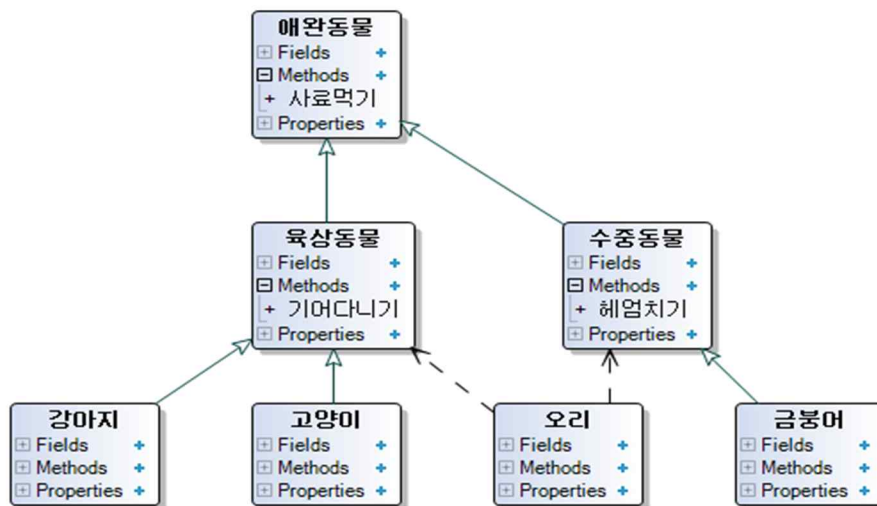 애완동물
Fields
Methods
+ 사료먹기
Properties
육상동물
Fields
Methods
+ 기어다니기
Properties
수중동물
Fields
Methods
+ 헤엄치기
Properties
강아지
Fields
Methods
Properties
고양이
Fields
Methods
Properties
오리
Fields
Methods
Properties
금붕어
Fields
Methods
Properties